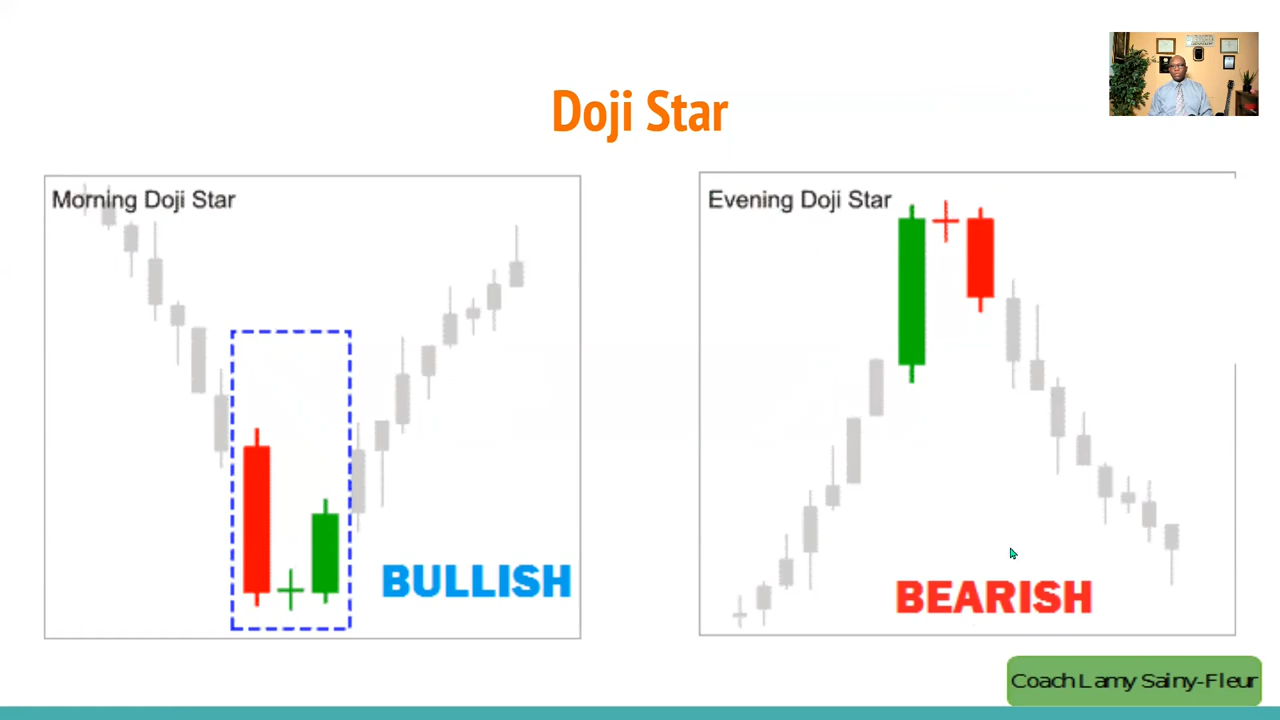 Doji Star
Morning Doji Star
Evening Doji Star
BULLISH
BEARISH
Coach Lamy Sainy-Fleur